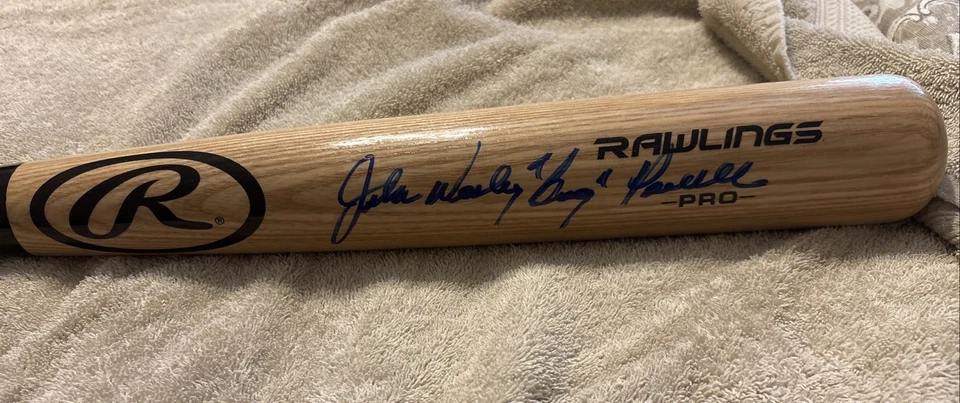 R®
RAWLINGS
John Wesley "Boog" Powell
-PRO-